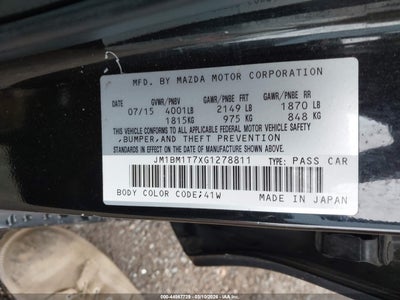 MFD. BY MAZDA MOTOR CORPORATION
GVWR/PNBV GAWR/PNBE FRT GAWR/PNBE RR
07/15 4001LB 2149 LB 1870 LB
1815KG 975 KG 848 KG
THIS VEHICLE CONFORMS TO ALL APPLICABLE
FEDERAL MOTOR VEHICLE SAFETY,
,BUMPER,AND THEFT PREVENTION
STANDARDS IN EFFECT ON THE DATE OF
MANUFACTURE SHOWN ABOVE.
JM1BM1T7XG1278811 TYPE: PASS CAR
BODY COLOR CODE;41W MADE IN JAPAN